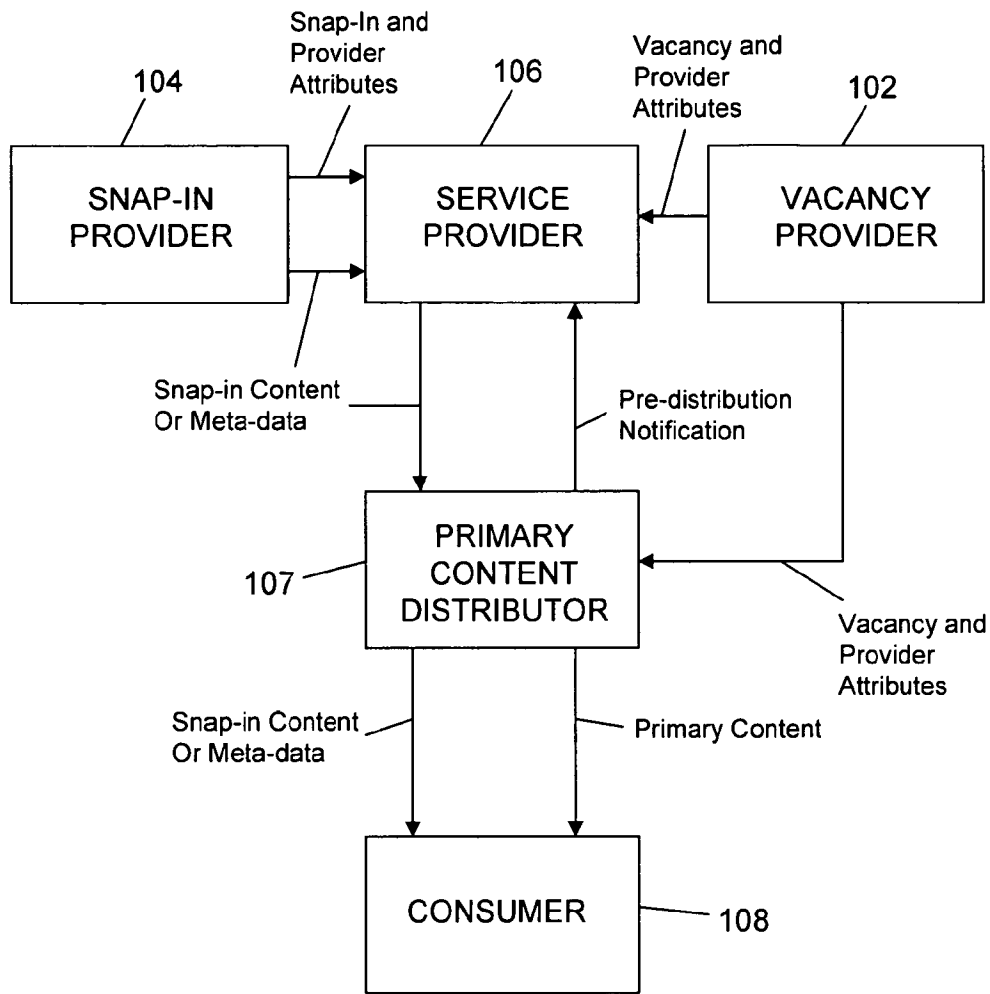 Snap-In and
Provider
Attributes
Vacancy and
Provider
Attributes
104
106
102
SNAP-IN
PROVIDER
SERVICE
PROVIDER
VACANCY
PROVIDER
Snap-in Content
Or Meta-data
Pre-distribution
Notification
PRIMARY
CONTENT
DISTRIBUTOR
107
Vacancy and
Provider
Attributes
Snap-in Content
Or Meta-data
Primary Content
CONSUMER
108